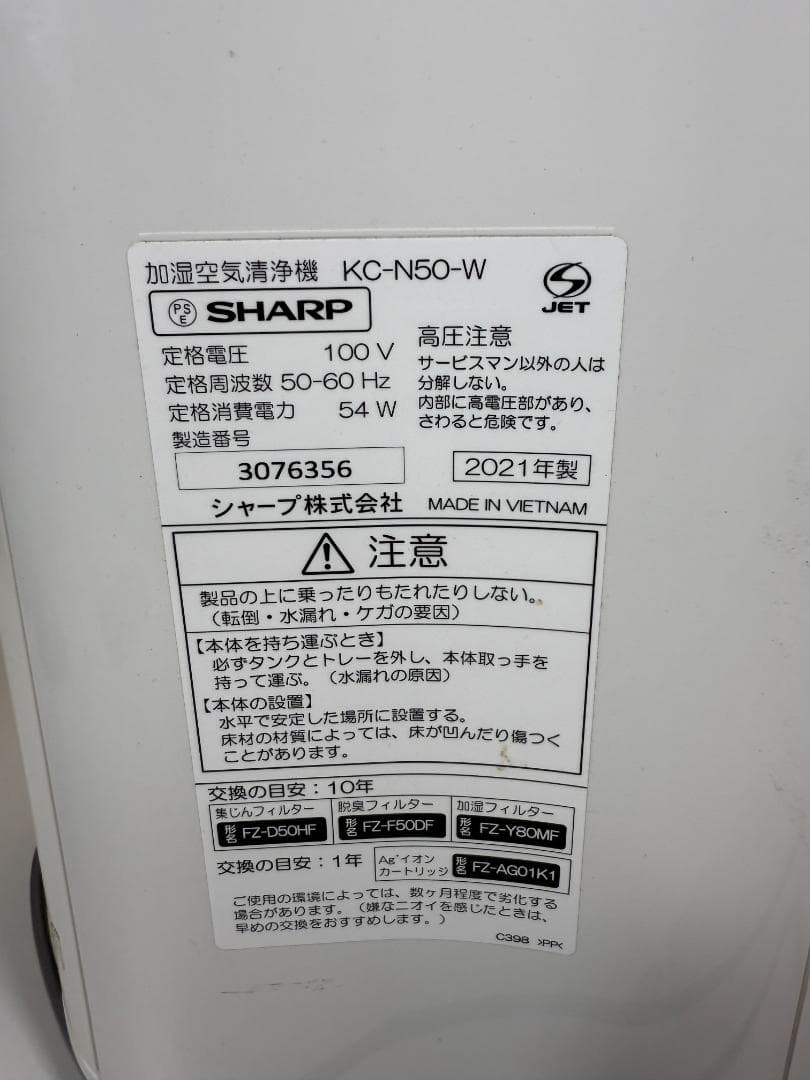 加湿空気清浄機 KC-N50-W
PS
E
SHARP
JET
定格電圧 100 V
定格周波数 50-60 Hz
定格消費電力 54 W
製造番号
3076356
高圧注意
サービスマン以外の人は
分解しない。
内部に高電圧部があり、
さわると危険です。
2021年製
シャープ株式会社 MADE IN VIETNAM
注意
製品の上に乗ったりもたれたりしない。
（転倒・水漏れ・ケガの要因）
【本体を持ち運ぶとき】
必ずタンクとトレーを外し、本体取っ手を
持って運ぶ。（水漏れの原因）
【本体の設置】
水平で安定した場所に設置する。
床材の材質によっては、床が凹んだり傷つく
ことがあります。
交換の目安：10年
集じんフィルター
形名 FZ-D50HF
脱臭フィルター
形名 FZ-F50DF
加湿フィルター
形名 FZ-Y80MF
交換の目安：1年
Ag⁺イオン
カートリッジ
形名 FZ-AG01K1
ご使用の環境によっては、数ヶ月程度で劣化する
場合があります。（嫌なニオイを感じたときは、
早めの交換をおすすめします。）
C398 >PP<